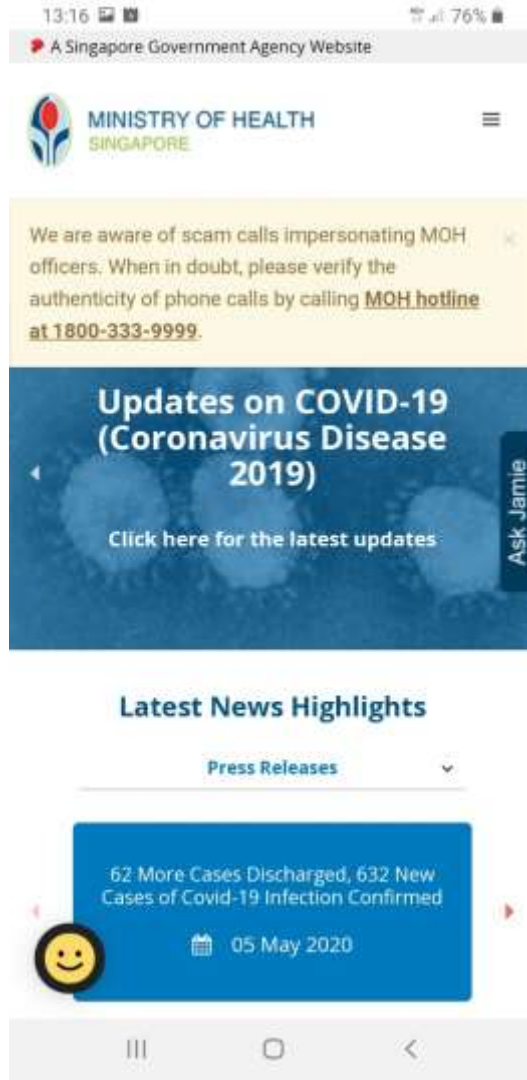 13:16
76%
A Singapore Government Agency Website
MINISTRY OF HEALTH
SINGAPORE
We are aware of scam calls impersonating MOH
officers. When in doubt, please verify the
authenticity of phone calls by calling MOH hotline
at 1800-333-9999.
Updates on COVID-19
(Coronavirus Disease
2019)
Click here for the latest updates
Ask Jamie
Latest News Highlights
Press Releases
62 More Cases Discharged, 632 New
Cases of Covid-19 Infection Confirmed
05 May 2020